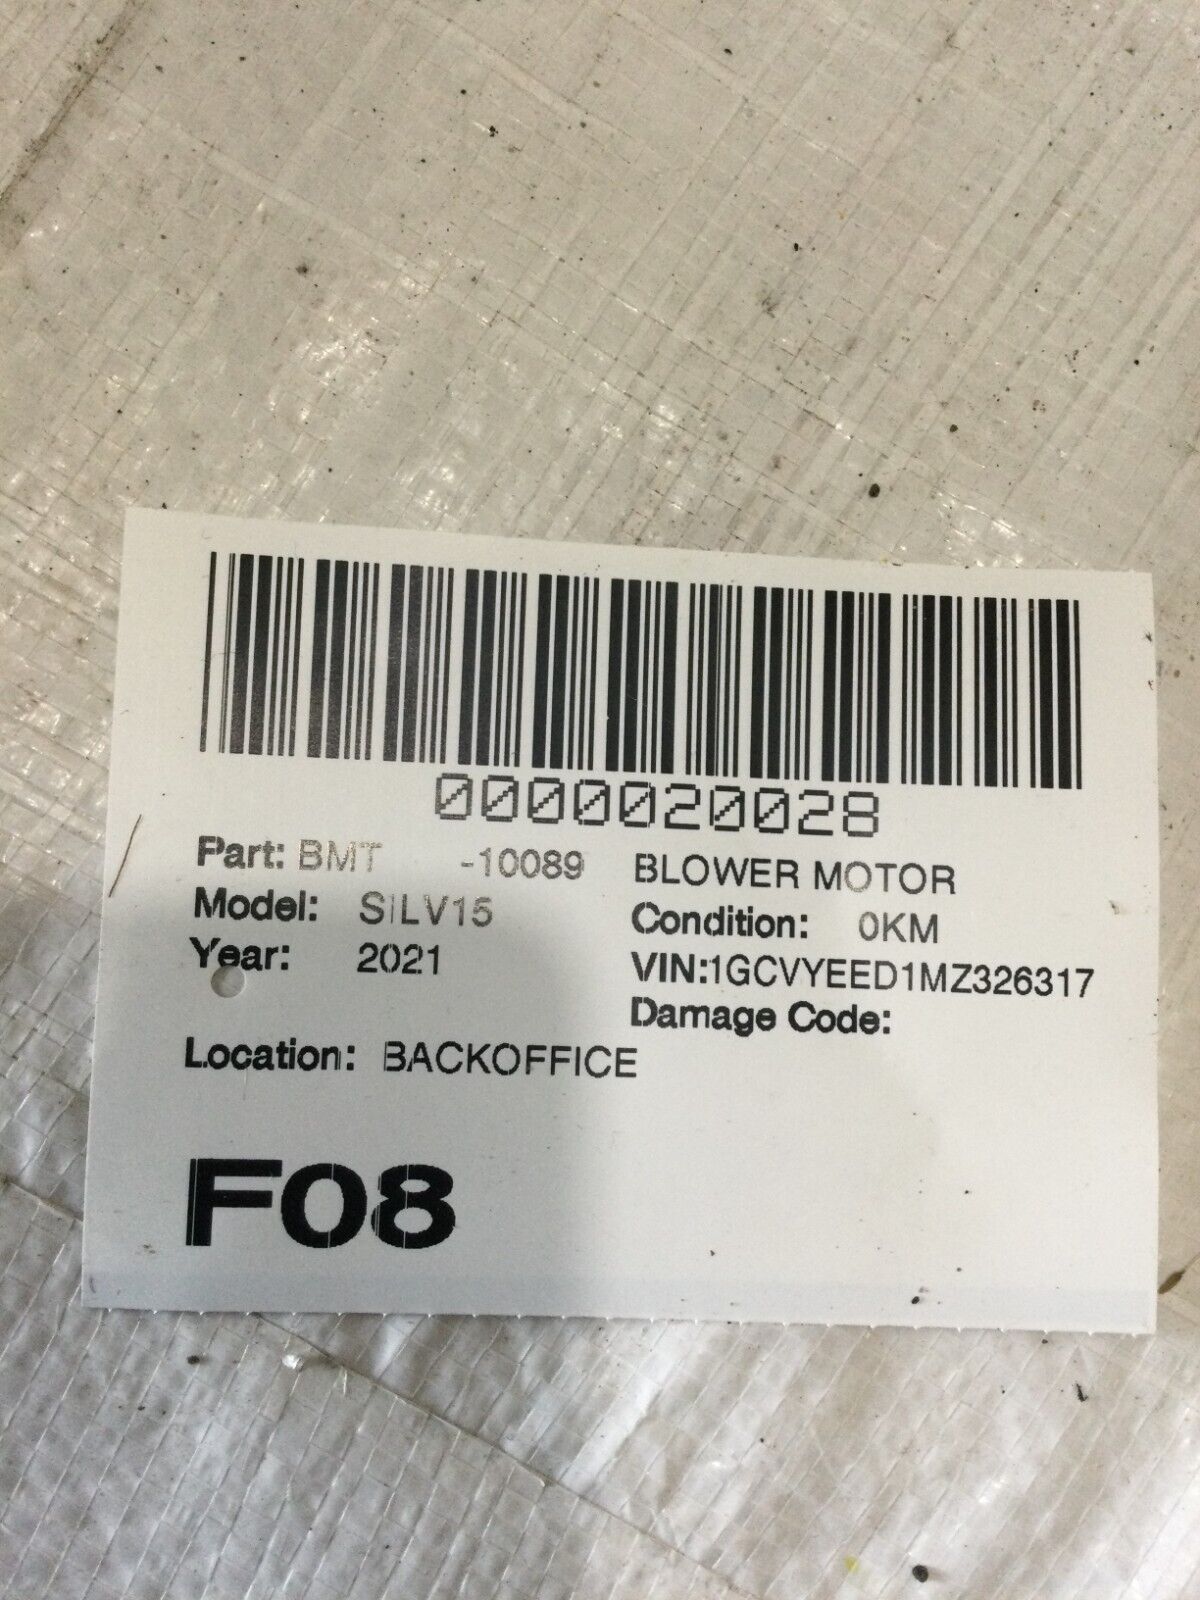 0000020028
Part: BMT -10089 BLOWER MOTOR
Model: SILV15 Condition: 0KM
Year: 2021 VIN:1GCVYEED1MZ326317
Damage Code:
Location: BACKOFFICE
F08